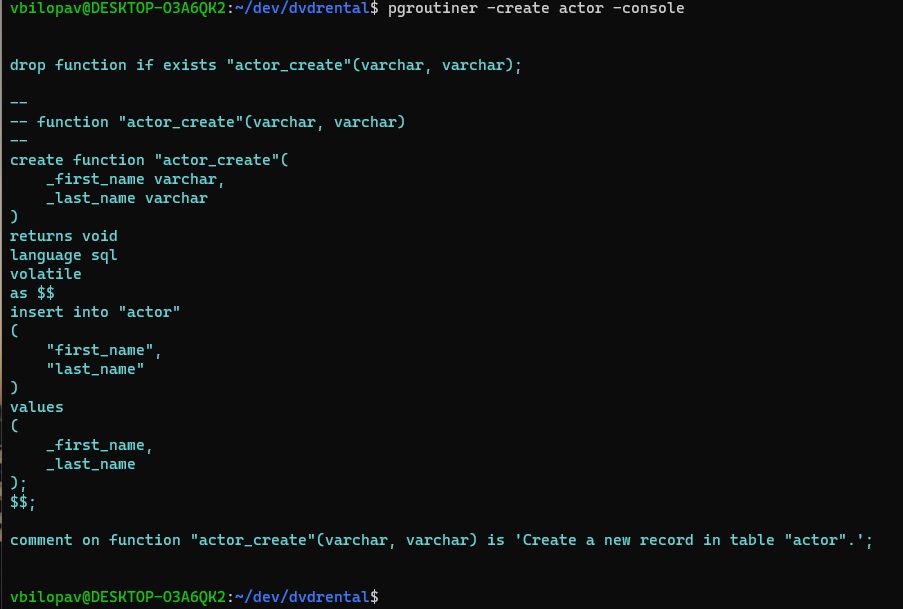 vbilopav@DESKTOP-O3A6QK2:~/dev/dvdrental$ pgroutiner -create actor -console
drop function if exists "actor_create"(varchar, varchar);
--
-- function "actor_create"(varchar, varchar)
--
create function "actor_create"(
    _first_name varchar,
    _last_name varchar
)
returns void
language sql
volatile
as $$
insert into "actor"
(
    "first_name",
    "last_name"
)
values
(
    _first_name,
    _last_name
);
$$;
comment on function "actor_create"(varchar, varchar) is 'Create a new record in table "actor".';
vbilopav@DESKTOP-O3A6QK2:~/dev/dvdrental$